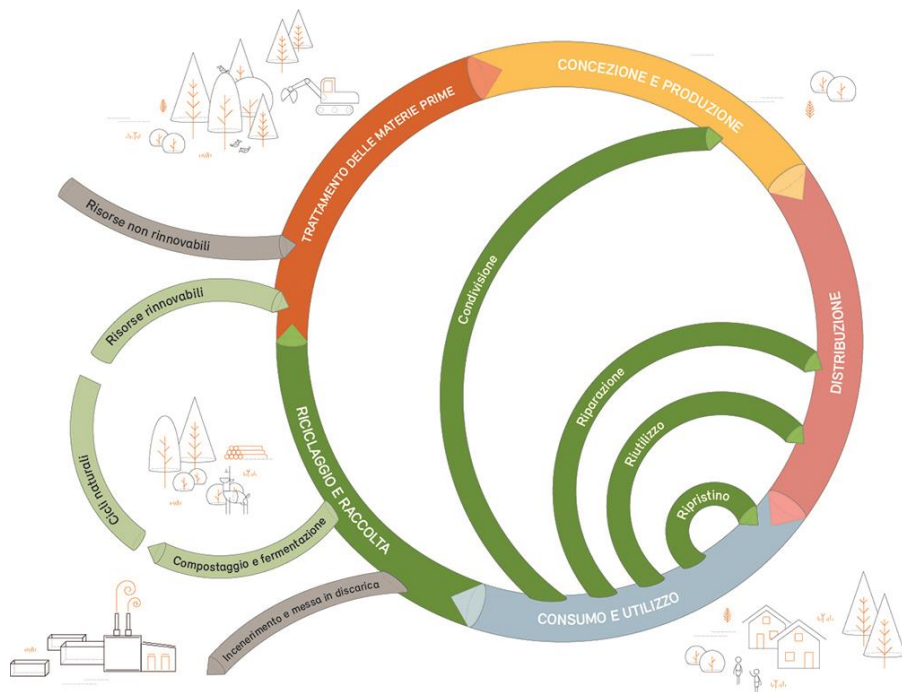 CONCEZIONE E PRODUZIONE
TRATTAMENTO DELLE MATERIE PRIME
Risorse non rinnovabili
Risorse rinnovabili
Condivisione
DISTRIBUZIONE
Riparazione
Riutilizzo
Ripristino
RICICLAGGIO E RACCOLTA
Cicli naturali
Compostaggio e fermentazione
Incenerimento e messa in discarica
CONSUMO E UTILIZZO